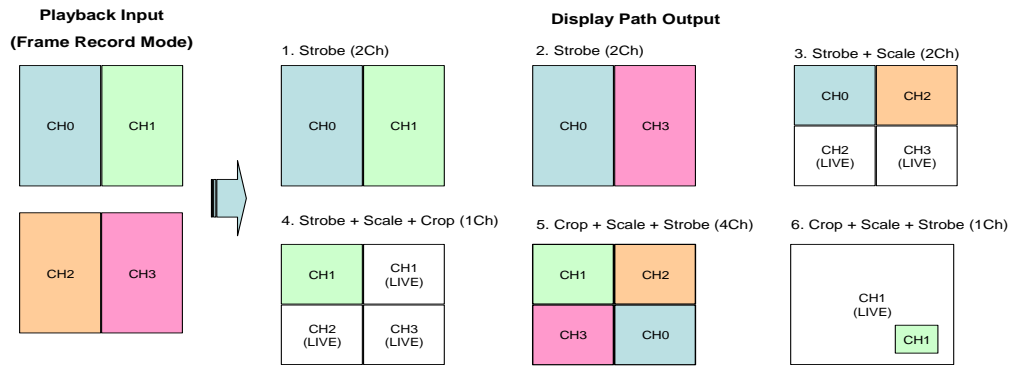 Playback Input
(Frame Record Mode)
CH0
CH1
CH2
CH3
Display Path Output
1. Strobe (2Ch)
CH0
CH1
2. Strobe (2Ch)
CH0
CH3
3. Strobe + Scale (2Ch)
CH0
CH2
CH2
(LIVE)
CH3
(LIVE)
4. Strobe + Scale + Crop (1Ch)
CH1
CH1
(LIVE)
CH2
(LIVE)
CH3
(LIVE)
5. Crop + Scale + Strobe (4Ch)
CH1
CH2
CH3
CH0
6. Crop + Scale + Strobe (1Ch)
CH1
(LIVE)
CH1